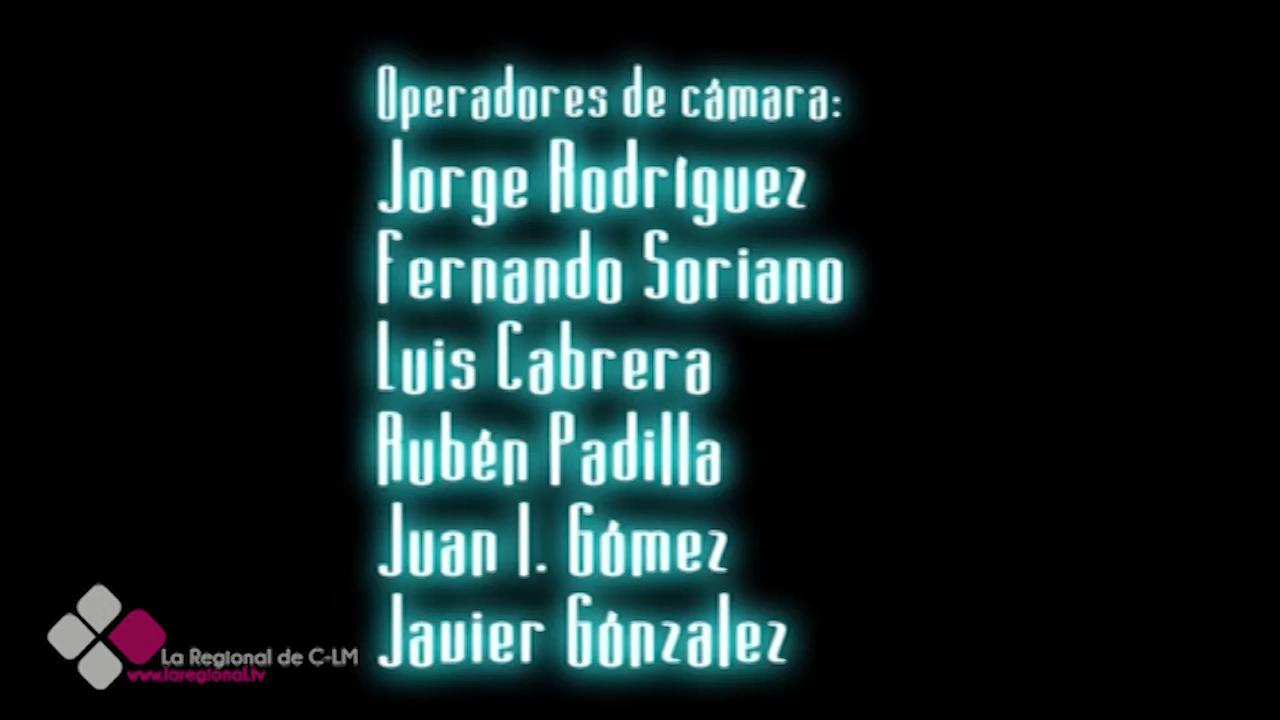 Operadores de cámara:
Jorge Rodríguez
Fernando Soriano
Luis Cabrera
Rubén Padilla
Juan I. Gómez
Javier Gónzalez
La Regional de C-LM
www.laregional.tv